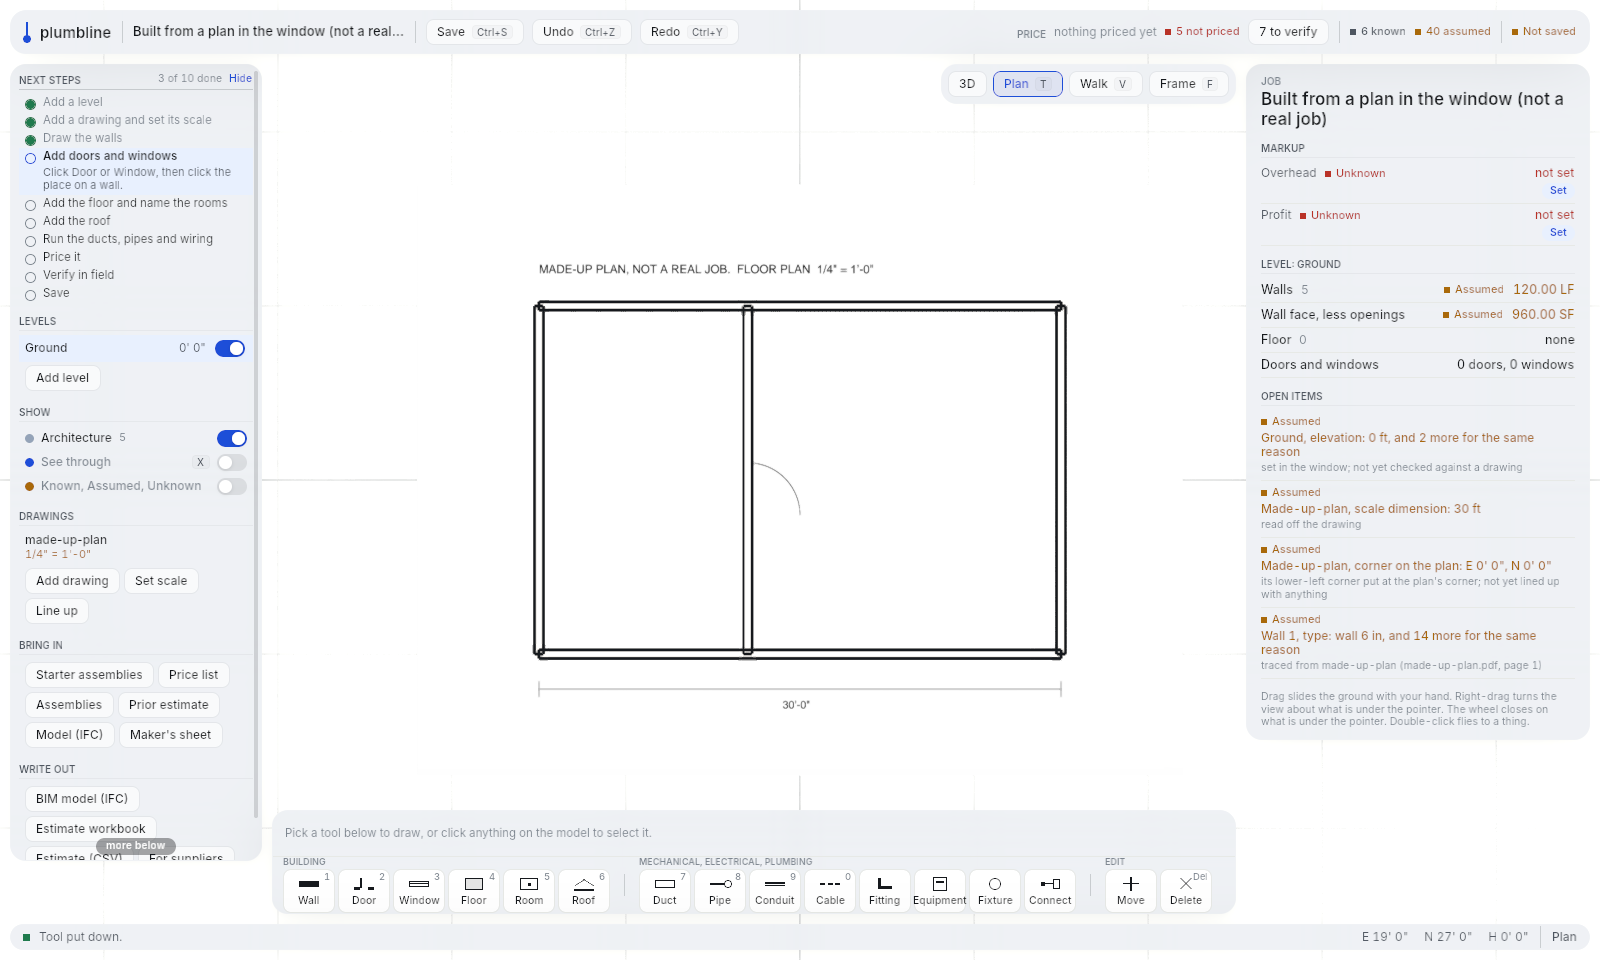 plumbline
Built from a plan in the window (not a real...
Save Ctrl+S
Undo Ctrl+Z
Redo Ctrl+Y
PRICE nothing priced yet
5 not priced
7 to verify
6 known
40 assumed
Not saved
NEXT STEPS 3 of 10 done Hide
Add a level
Add a drawing and set its scale
Draw the walls
Add doors and windows
Click Door or Window, then click the
place on a wall.
Add the floor and name the rooms
Add the roof
Run the ducts, pipes and wiring
Price it
Verify in field
Save
LEVELS
Ground 0' 0"
Add level
SHOW
Architecture 5
See through X
Known, Assumed, Unknown
DRAWINGS
made-up-plan
1/4" = 1'-0"
Add drawing Set scale
Line up
BRING IN
Starter assemblies Price list
Assemblies Prior estimate
Model (IFC) Maker's sheet
WRITE OUT
BIM model (IFC)
Estimate workbook
more below
Estimate (CSV) For suppliers
3D
Plan T
Walk V
Frame F
MADE-UP PLAN, NOT A REAL JOB. FLOOR PLAN 1/4" = 1'-0"
30'-0"
JOB
Built from a plan in the window (not a
real job)
MARKUP
Overhead Unknown not set
Set
Profit Unknown not set
Set
LEVEL: GROUND
Walls 5 Assumed 120.00 LF
Wall face, less openings Assumed 960.00 SF
Floor 0 none
Doors and windows 0 doors, 0 windows
OPEN ITEMS
Assumed
Ground, elevation: 0 ft, and 2 more for the same
reason
set in the window; not yet checked against a drawing
Assumed
Made-up-plan, scale dimension: 30 ft
read off the drawing
Assumed
Made-up-plan, corner on the plan: E 0' 0", N 0' 0"
its lower-left corner put at the plan's corner; not yet lined up
with anything
Assumed
Wall 1, type: wall 6 in, and 14 more for the same
reason
traced from made-up-plan (made-up-plan.pdf, page 1)
Drag slides the ground with your hand. Right-drag turns the
view about what is under the pointer. The wheel closes on
what is under the pointer. Double-click flies to a thing.
Pick a tool below to draw, or click anything on the model to select it.
BUILDING
Wall 1
Door 2
Window 3
Floor 4
Room 5
Roof 6
MECHANICAL, ELECTRICAL, PLUMBING
Duct 7
Pipe 8
Conduit 9
Cable 0
Fitting
Equipment
Fixture
Connect
EDIT
Move
Delete Del
Tool put down.
E 19' 0" N 27' 0" H 0' 0" Plan